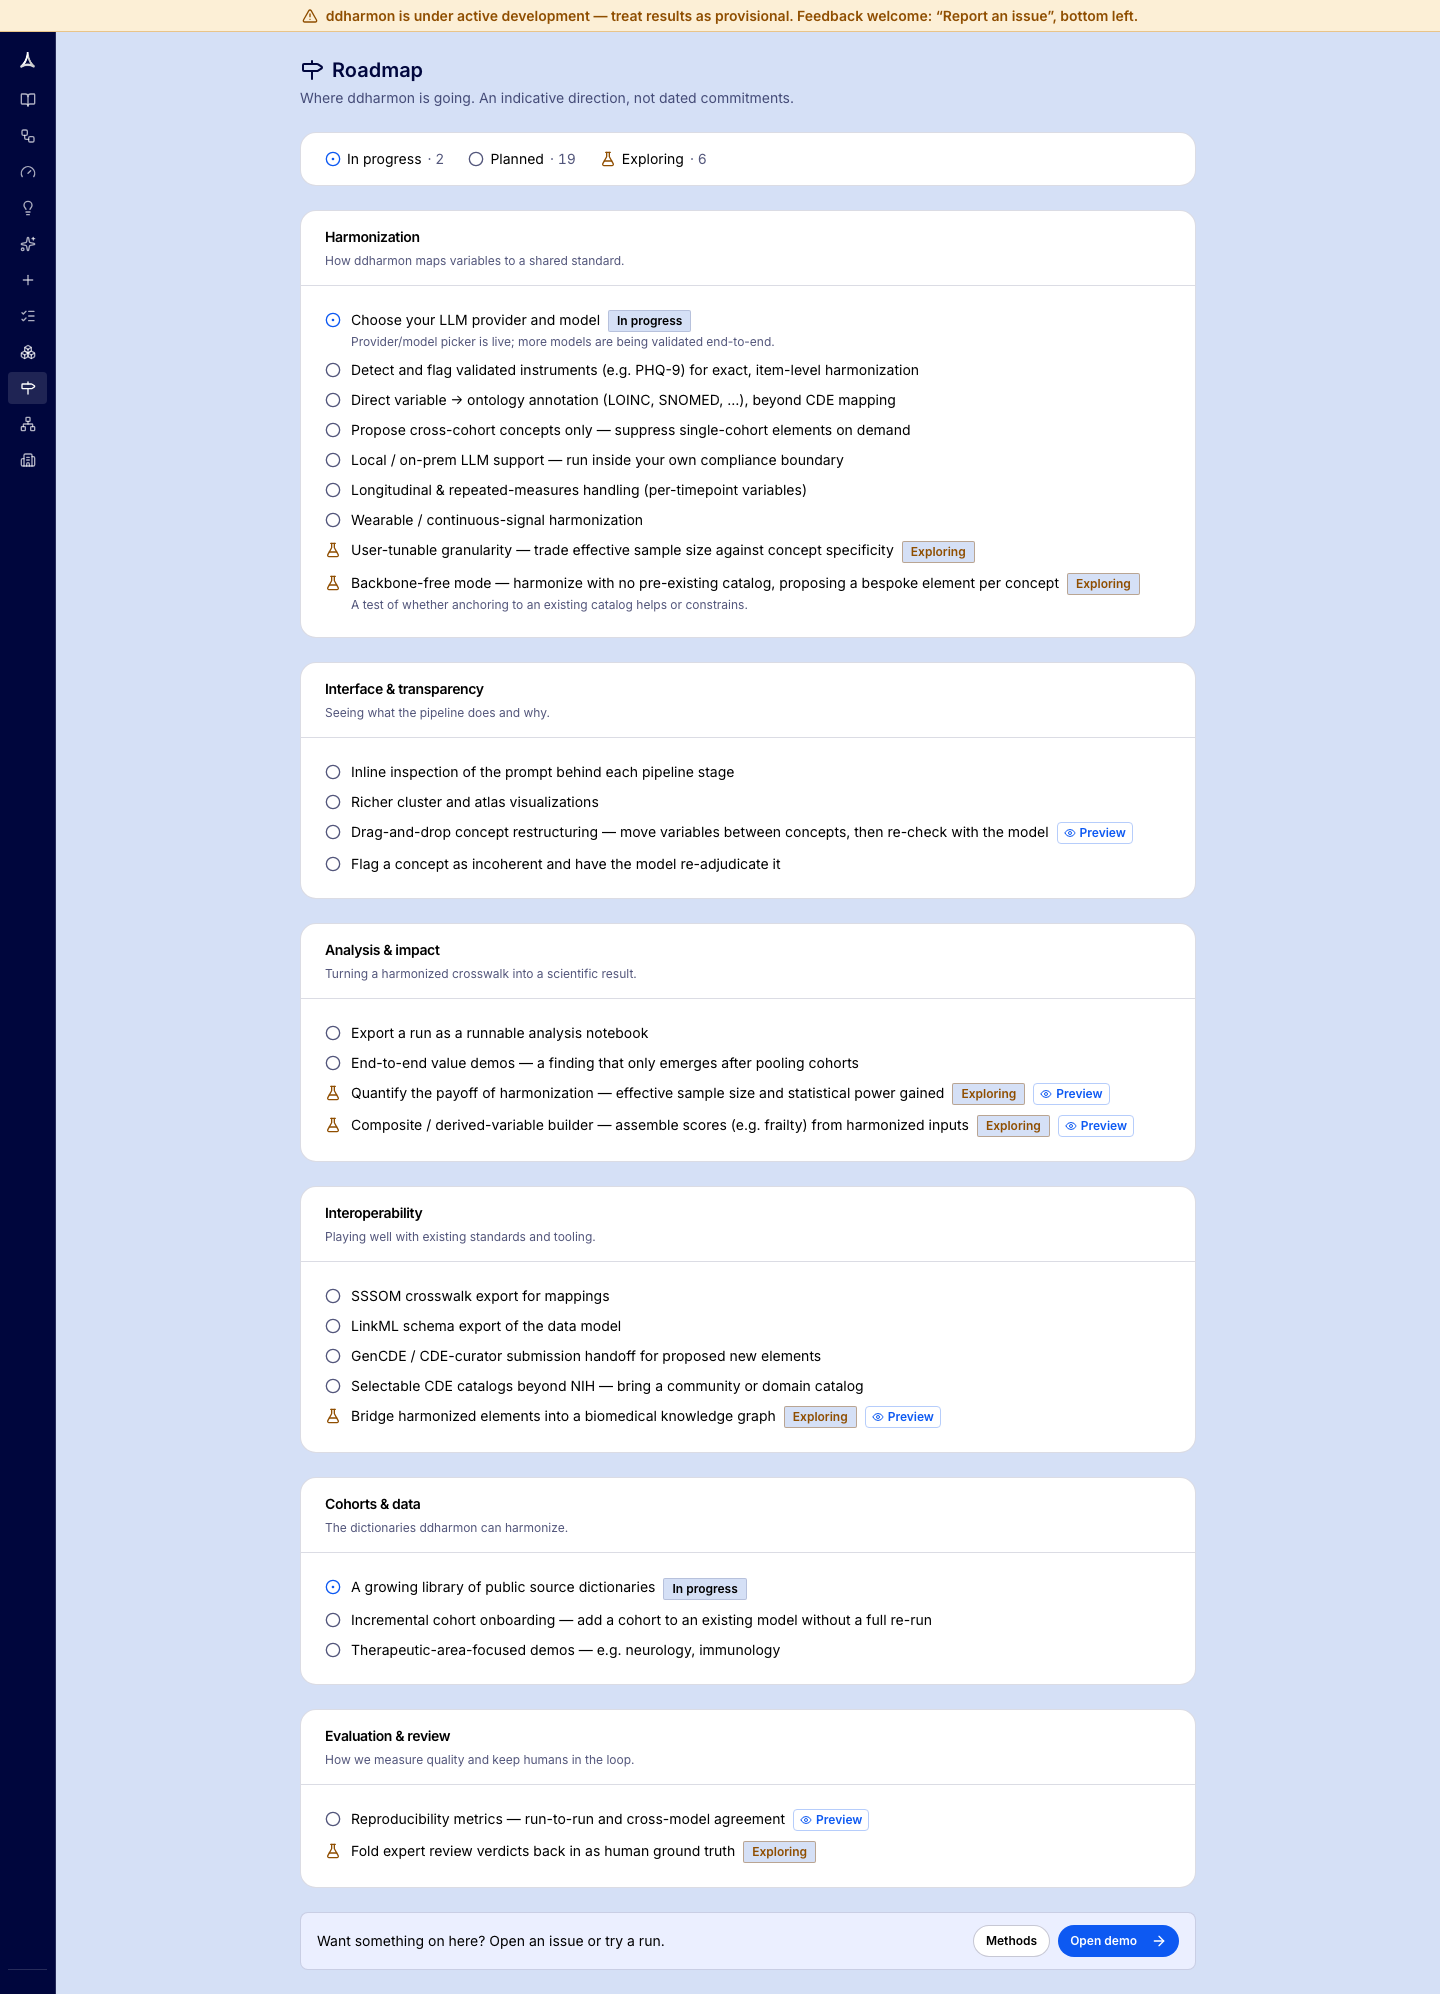 ddharmon is under active development — treat results as provisional. Feedback welcome: “Report an issue”, bottom left.
Roadmap
Where ddharmon is going. An indicative direction, not dated commitments.
In progress · 2 Planned · 19 Exploring · 6
Harmonization
How ddharmon maps variables to a shared standard.
Choose your LLM provider and model In progress
Provider/model picker is live; more models are being validated end-to-end.
Detect and flag validated instruments (e.g. PHQ-9) for exact, item-level harmonization
Direct variable → ontology annotation (LOINC, SNOMED, …), beyond CDE mapping
Propose cross-cohort concepts only — suppress single-cohort elements on demand
Local / on-prem LLM support — run inside your own compliance boundary
Longitudinal & repeated-measures handling (per-timepoint variables)
Wearable / continuous-signal harmonization
User-tunable granularity — trade effective sample size against concept specificity Exploring
Backbone-free mode — harmonize with no pre-existing catalog, proposing a bespoke element per concept Exploring
A test of whether anchoring to an existing catalog helps or constrains.
Interface & transparency
Seeing what the pipeline does and why.
Inline inspection of the prompt behind each pipeline stage
Richer cluster and atlas visualizations
Drag-and-drop concept restructuring — move variables between concepts, then re-check with the model Preview
Flag a concept as incoherent and have the model re-adjudicate it
Analysis & impact
Turning a harmonized crosswalk into a scientific result.
Export a run as a runnable analysis notebook
End-to-end value demos — a finding that only emerges after pooling cohorts
Quantify the payoff of harmonization — effective sample size and statistical power gained Exploring Preview
Composite / derived-variable builder — assemble scores (e.g. frailty) from harmonized inputs Exploring Preview
Interoperability
Playing well with existing standards and tooling.
SSSOM crosswalk export for mappings
LinkML schema export of the data model
GenCDE / CDE-curator submission handoff for proposed new elements
Selectable CDE catalogs beyond NIH — bring a community or domain catalog
Bridge harmonized elements into a biomedical knowledge graph Exploring Preview
Cohorts & data
The dictionaries ddharmon can harmonize.
A growing library of public source dictionaries In progress
Incremental cohort onboarding — add a cohort to an existing model without a full re-run
Therapeutic-area-focused demos — e.g. neurology, immunology
Evaluation & review
How we measure quality and keep humans in the loop.
Reproducibility metrics — run-to-run and cross-model agreement Preview
Fold expert review verdicts back in as human ground truth Exploring
Want something on here? Open an issue or try a run. Methods Open demo